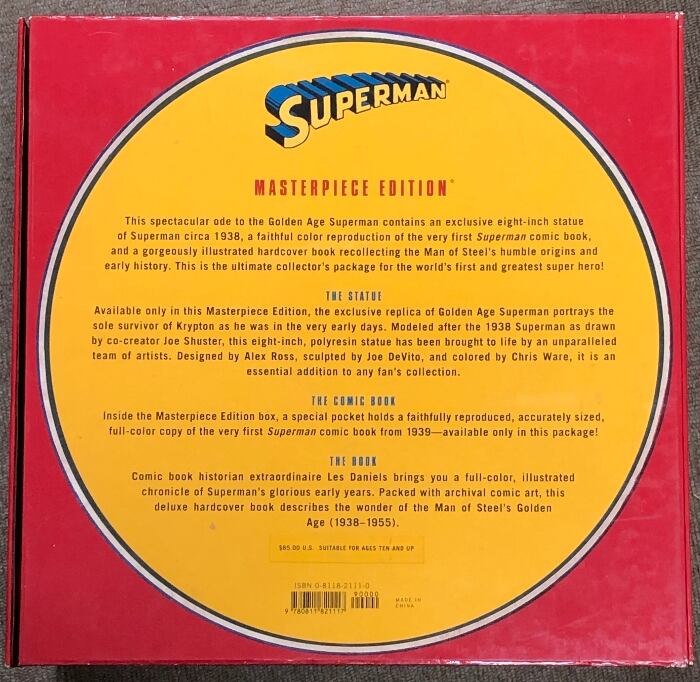 SUPERMAN®
MASTERPIECE EDITION®
This spectacular ode to the Golden Age Superman contains an exclusive eight-inch statue
of Superman circa 1938, a faithful color reproduction of the very first Superman comic book,
and a gorgeously illustrated hardcover book recollecting the Man of Steel's humble origins and
early history. This is the ultimate collector's package for the world's first and greatest super hero!
THE STATUE
Available only in this Masterpiece Edition, the exclusive replica of Golden Age Superman portrays the
sole survivor of Krypton as he was in the very early days. Modeled after the 1938 Superman as drawn
by co-creator Joe Shuster, this eight-inch, polyresin statue has been brought to life by an unparalleled
team of artists. Designed by Alex Ross, sculpted by Joe DeVito, and colored by Chris Ware, it is an
essential addition to any fan's collection.
THE COMIC BOOK
Inside the Masterpiece Edition box, a special pocket holds a faithfully reproduced, accurately sized,
full-color copy of the very first Superman comic book from 1939—available only in this package!
THE BOOK
Comic book historian extraordinaire Les Daniels brings you a full-color, illustrated
chronicle of Superman's glorious early years. Packed with archival comic art, this
deluxe hardcover book describes the wonder of the Man of Steel's Golden
Age (1938–1955).
$85.00 U.S. SUITABLE FOR AGES TEN AND UP
ISBN 0-8118-2111-0
90000
9 780811 821117
MADE IN
CHINA